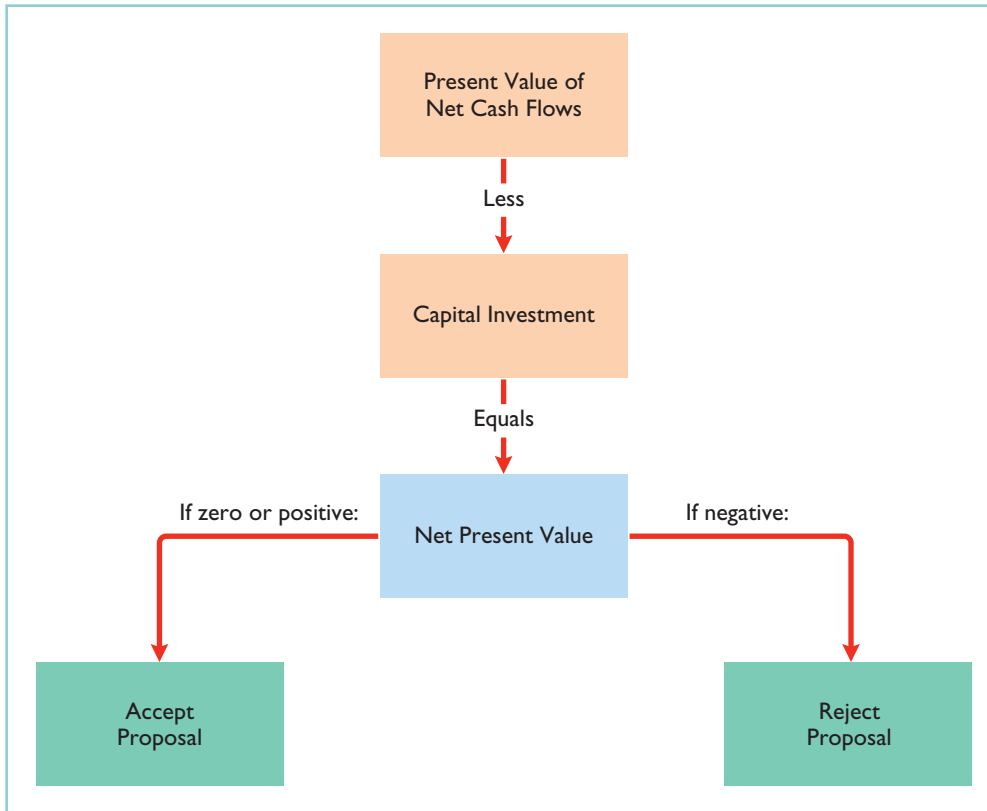 Present Value of
Net Cash Flows
Less
Capital Investment
Equals
If zero or positive:
Net Present Value
If negative:
Accept
Proposal
Reject
Proposal